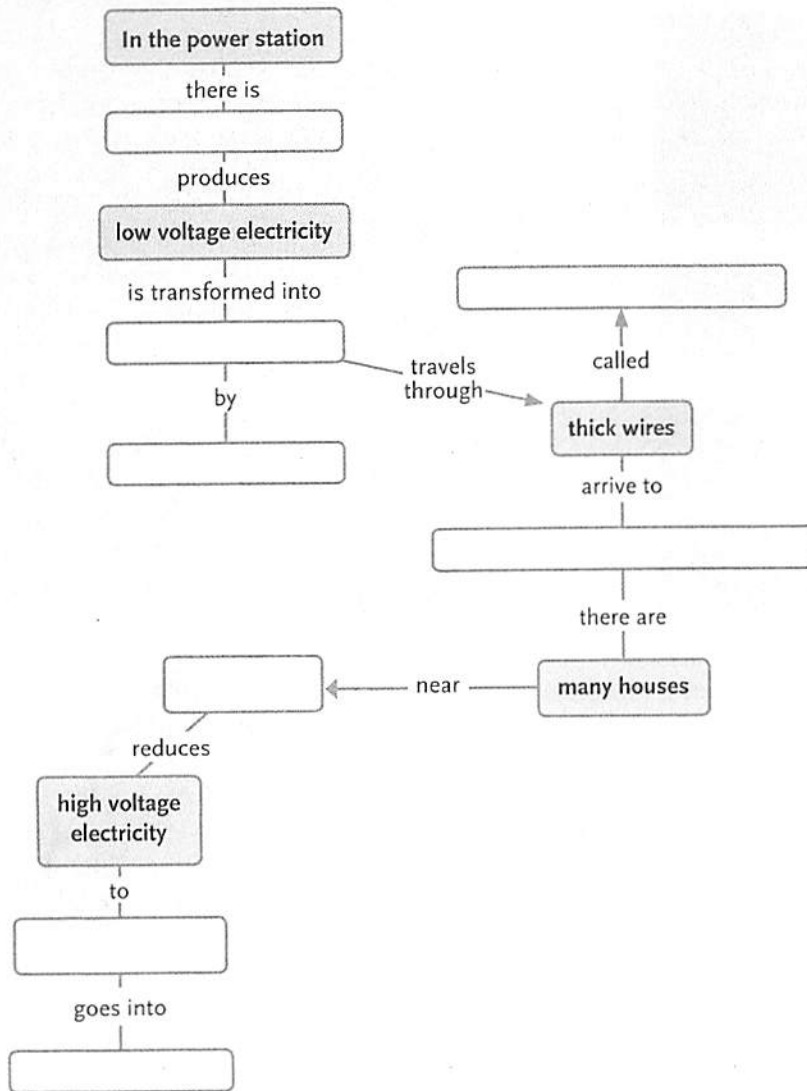 In the power station
there is
produces
low voltage electricity
is transformed into
travels
through
called
by
thick wires
arrive to
there are
near
many houses
reduces
high voltage
electricity
to
goes into